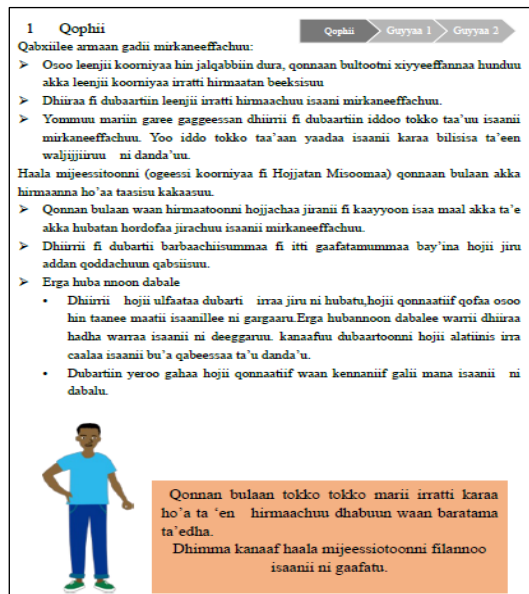 1 Qophii
Qophii Guyyaa 1 Guyyaa 2
Qabxiilee armaan gadii mirkaneeffachuu:
➢ Osoo leenjii koorniyaa hin jalqabbiin dura, qonnaan bultootni xiyyeeffannaa hunduu
akka leenjii koorniyaa irratti hirmaatan beeksisuu
➢ Dhiiraa fi dubaartiin leenjii irratti hirmaachuu isaani mirkaneeffachuu.
➢ Yommuu mariin garee gaggeessan dhiirrii fi dubaartiin iddoo tokko taa'uu isaanii
mirkaneeffachuu. Yoo iddo tokko taa'aan yaadaa isaanii karaa bilisisa ta'een
waljijjiiruu ni danda'uu.
Haala mijeessitoonni (ogeessi koorniyaa fi Hojjatan Misoomaa) qonnaan bulaan akka
hirmaanna ho'aa taasisu kakaasuu.
➢ Qonnan bulaan waan hirmaatoonni hojjachaa jiranii fi kaayyoon isaa maal akka ta'e
akka hubatan hordofaa jirachuu isaanii mirkaneeffachuu.
➢ Dhiirrii fi dubartii barbaachiisummaa fi itti gaafatamummaa bay'ina hojii jiru
addan qoddachuun qabsiisuu.
➢ Erga huba nnoon dabale
• Dhiirrii hojii ulfaataa dubarti irraa jiru ni hubatu,hojii qonnaatiif qofaa osoo
hin taanee maatii isaanillee ni gargaaru.Erga hubannoon dabalee warrii dhiiraa
hadha warraa isaanii ni deeggaruu. kanaafuu dubaartoonni hojii alatiinis irra
caalaa isaanii bu'a qabeessaa ta'u danda'u.
• Dubartiin yeroo gahaa hojii qonnaatiif waan kennaniif galii mana isaanii ni
dabalu.
Qonnan bulaan tokko tokko marii irratti karaa
ho'a ta 'en hirmaachuu dhabuun waan baratama
ta'edha.
Dhimma kanaaf haala mijeessiotoonni filannoo
isaanii ni gaafatu.